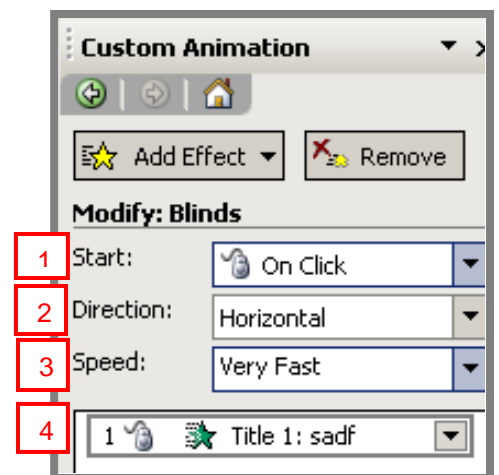 Custom Animation
Add Effect Remove
Modify: Blinds
1 Start: On Click
2 Direction: Horizontal
3 Speed: Very Fast
4 1 Title 1: sadf